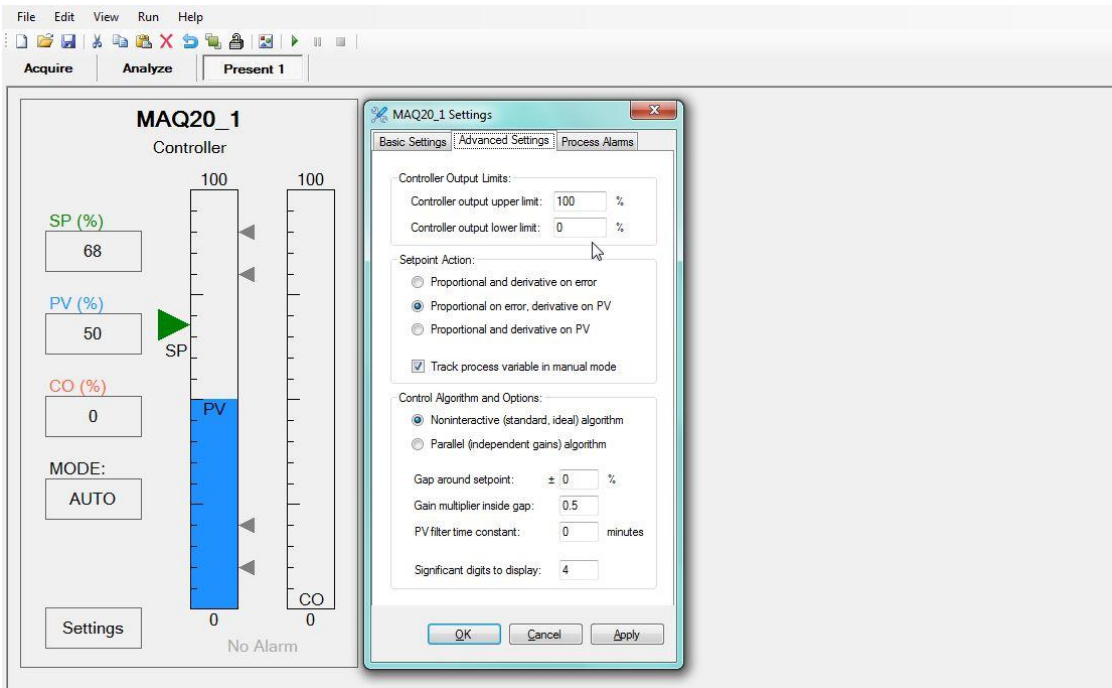 File Edit View Run Help
Acquire Analyze Present 1
MAQ20_1
Controller
100 100
SP (%)
68
PV (%)
50
SP
CO (%)
0
PV
MODE:
AUTO
CO
0 0
Settings
No Alarm
MAQ20_1 Settings
Basic Settings Advanced Settings Process Alarms
Controller Output Limits:
Controller output upper limit: 100 %
Controller output lower limit: 0 %
Setpoint Action:
Proportional and derivative on error
Proportional on error, derivative on PV
Proportional and derivative on PV
Track process variable in manual mode
Control Algorithm and Options:
Noninteractive (standard, ideal) algorithm
Parallel (independent gains) algorithm
Gap around setpoint: ± 0 %
Gain multiplier inside gap: 0.5
PV filter time constant: 0 minutes
Significant digits to display: 4
OK Cancel Apply